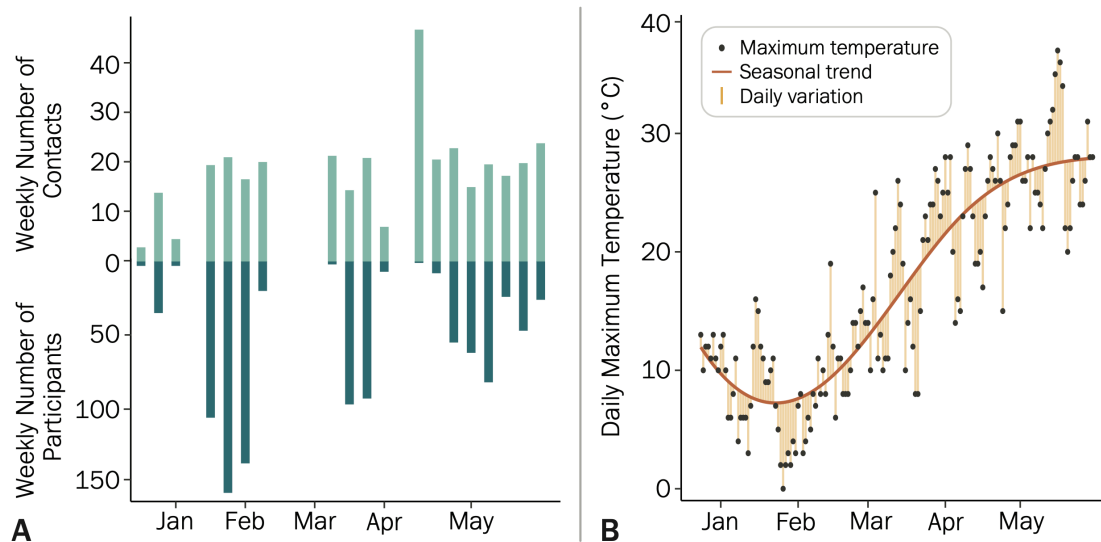 Weekly Number of
Contacts
40
30
20
10
0
Weekly Number of
Participants
50
100
150
Jan Feb Mar Apr May
A
Daily Maximum Temperature (°C)
40
30
20
10
0
Maximum temperature
Seasonal trend
Daily variation
Jan Feb Mar Apr May
B